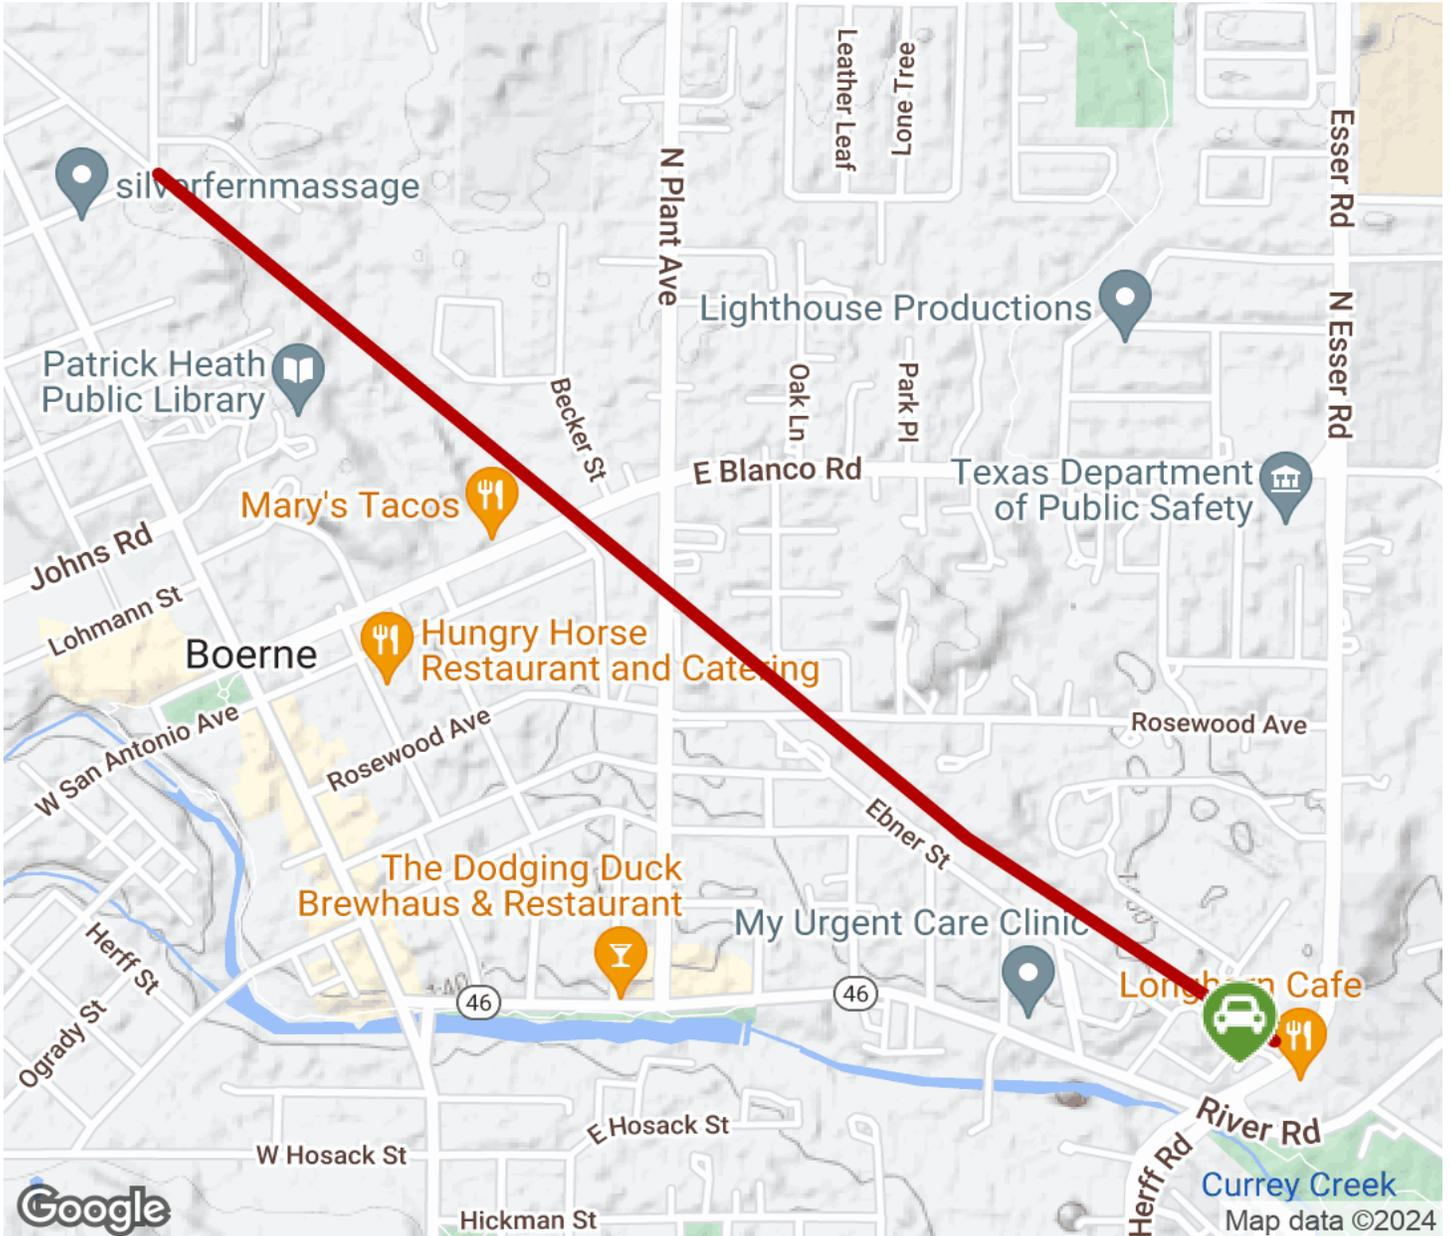 Leather Leaf
Lone Tree
Esser Rd
N Plant Ave
silverfernmassage
Lighthouse Productions
N Esser Rd
Patrick Heath
Public Library
Becker St
Oak Ln
Park Pl
E Blanco Rd
Texas Department
of Public Safety
Mary's Tacos
Johns Rd
Lohmann St
Boerne
Hungry Horse
Restaurant and Catering
W San Antonio Ave
Rosewood Ave
Rosewood Ave
Ebner St
The Dodging Duck
Brewhaus & Restaurant
My Urgent Care Clinic
Herff St
Longhorn Cafe
46
46
Ogrady St
River Rd
E Hosack St
W Hosack St
Herff Rd
Currey Creek
Google
Hickman St
Map data ©2024